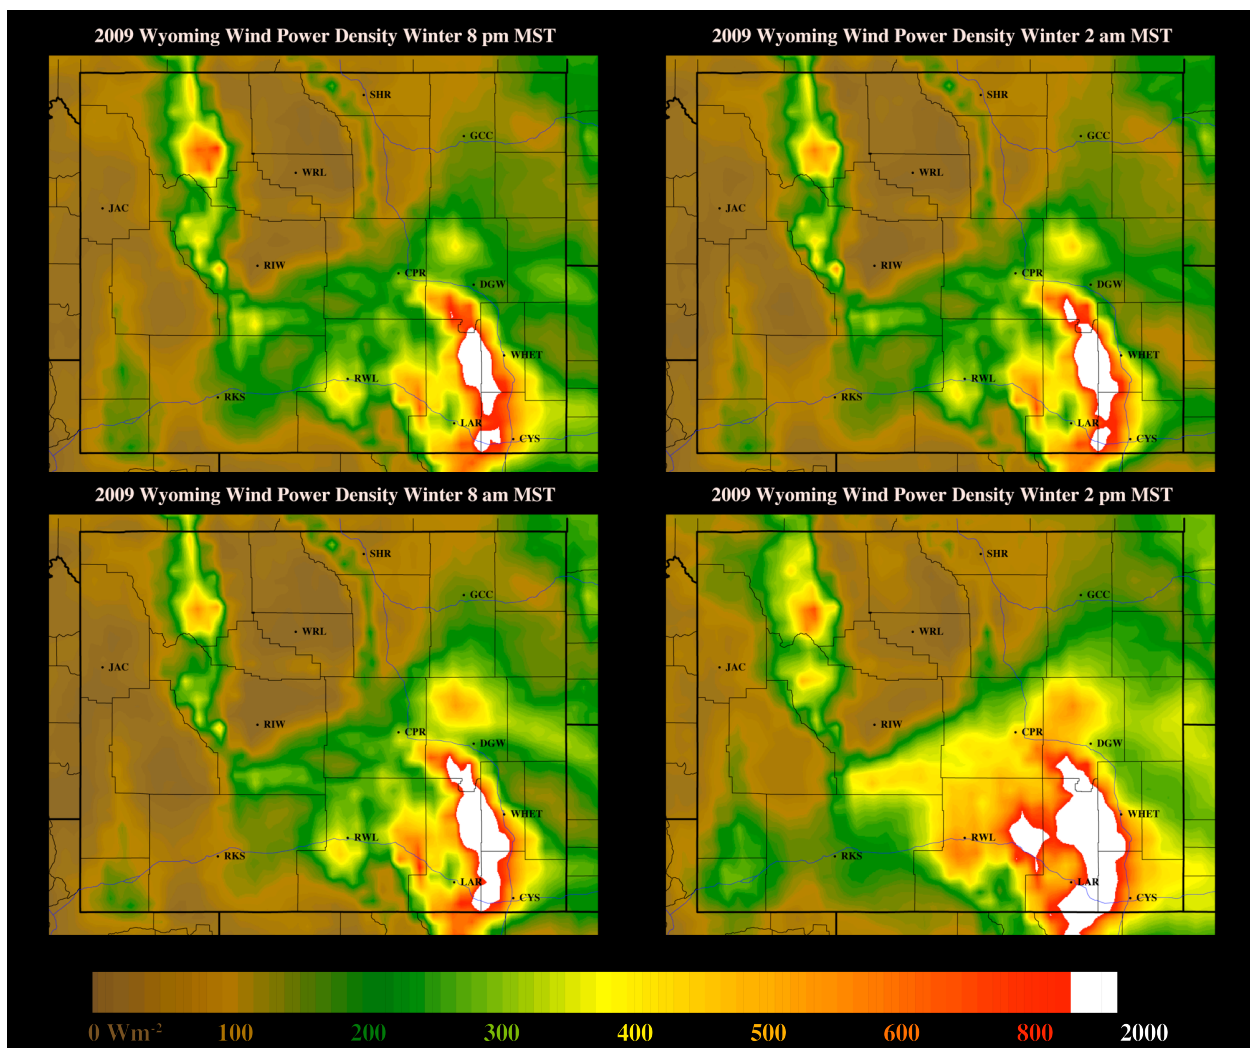 2009 Wyoming Wind Power Density Winter 8 pm MST
SHR
GCC
WRL
JAC
RIW
CPR
DGW
WHET
RWL
RKS
LAR
CYS
2009 Wyoming Wind Power Density Winter 2 am MST
SHR
GCC
WRL
JAC
RIW
CPR
DGW
WHET
RWL
RKS
LAR
CYS
2009 Wyoming Wind Power Density Winter 8 am MST
SHR
GCC
WRL
JAC
RIW
CPR
DGW
WHET
RWL
RKS
LAR
CYS
2009 Wyoming Wind Power Density Winter 2 pm MST
SHR
GCC
WRL
JAC
RIW
CPR
DGW
WHET
RWL
RKS
LAR
CYS
0 Wm⁻² 100 200 300 400 500 600 800 2000